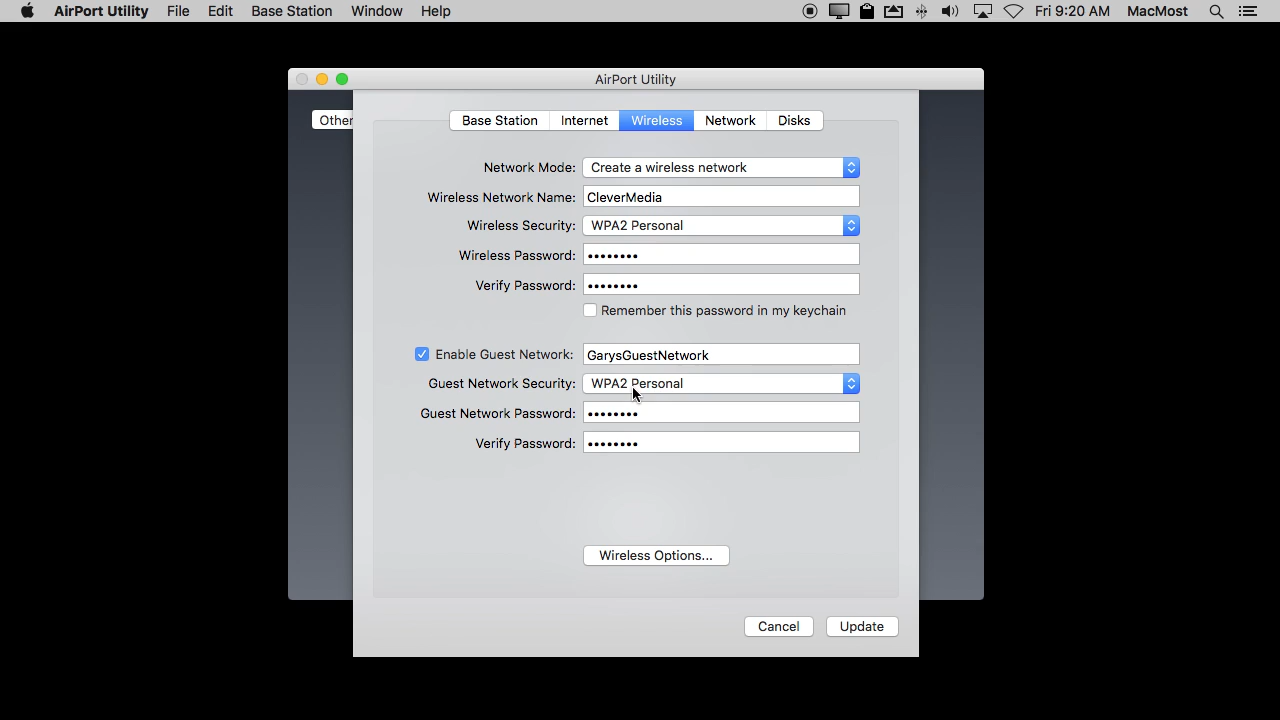 AirPort Utility File Edit Base Station Window Help Fri 9:20 AM MacMost
AirPort Utility
Other
Base Station Internet Wireless Network Disks
Network Mode: Create a wireless network
Wireless Network Name: CleverMedia
Wireless Security: WPA2 Personal
Wireless Password: ••••••••
Verify Password: ••••••••
Remember this password in my keychain
Enable Guest Network: GarysGuestNetwork
Guest Network Security: WPA2 Personal
Guest Network Password: ••••••••
Verify Password: ••••••••
Wireless Options...
Cancel Update